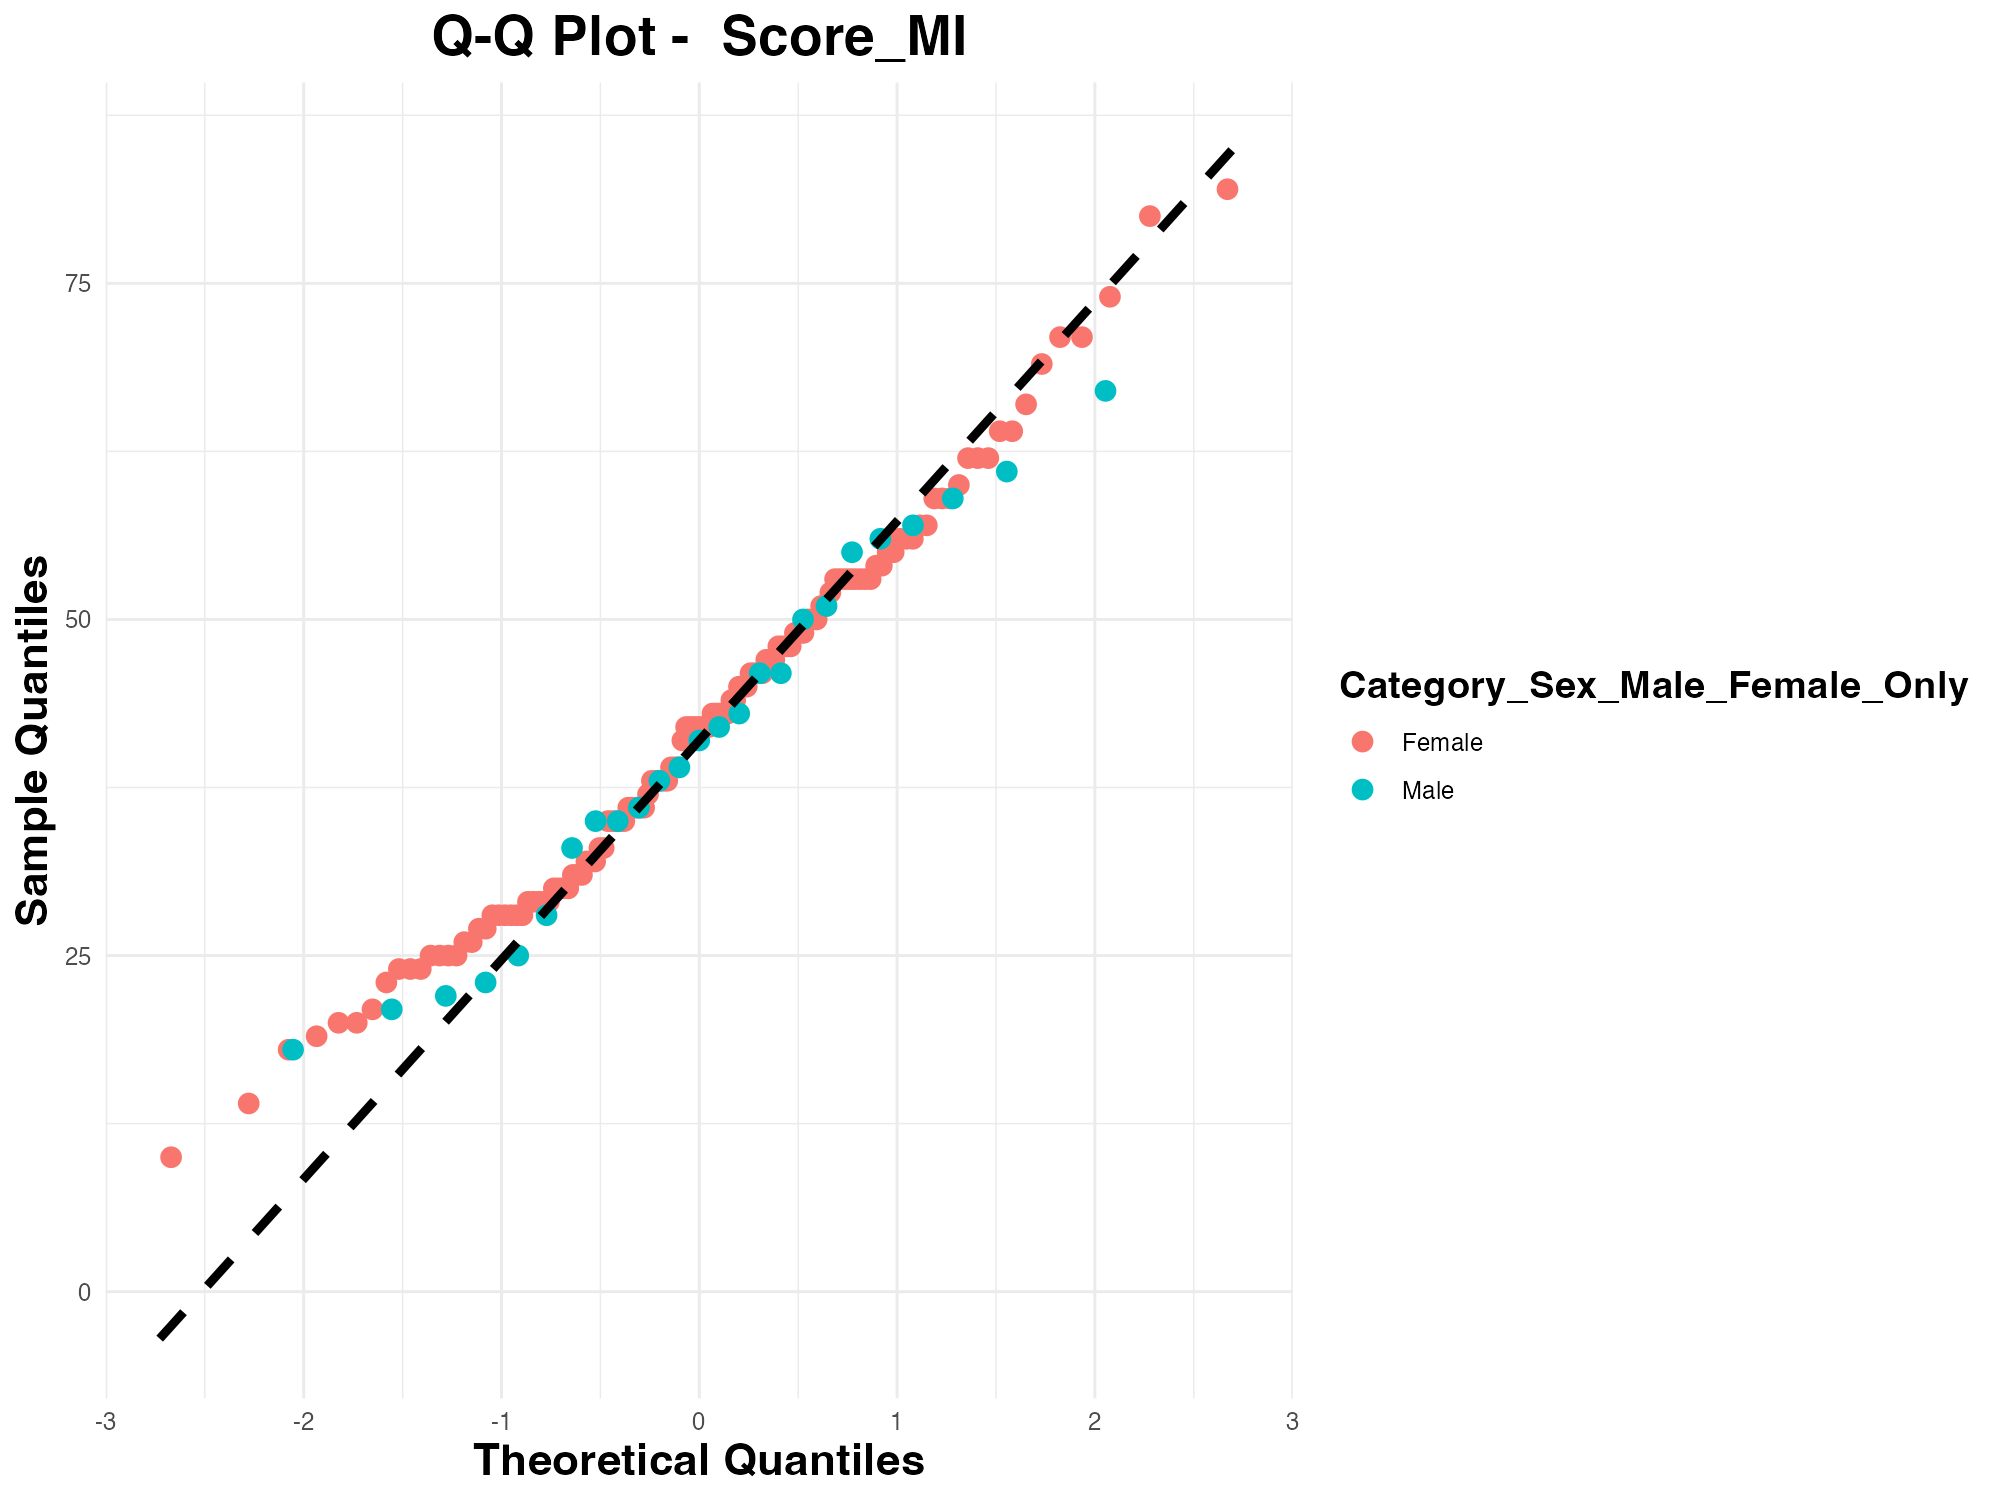 Q-Q Plot -  Score_MI
Sample Quantiles
75
50
25
0
-3
-2
-1
0
1
2
3
Theoretical Quantiles
Category_Sex_Male_Female_Only
Female
Male